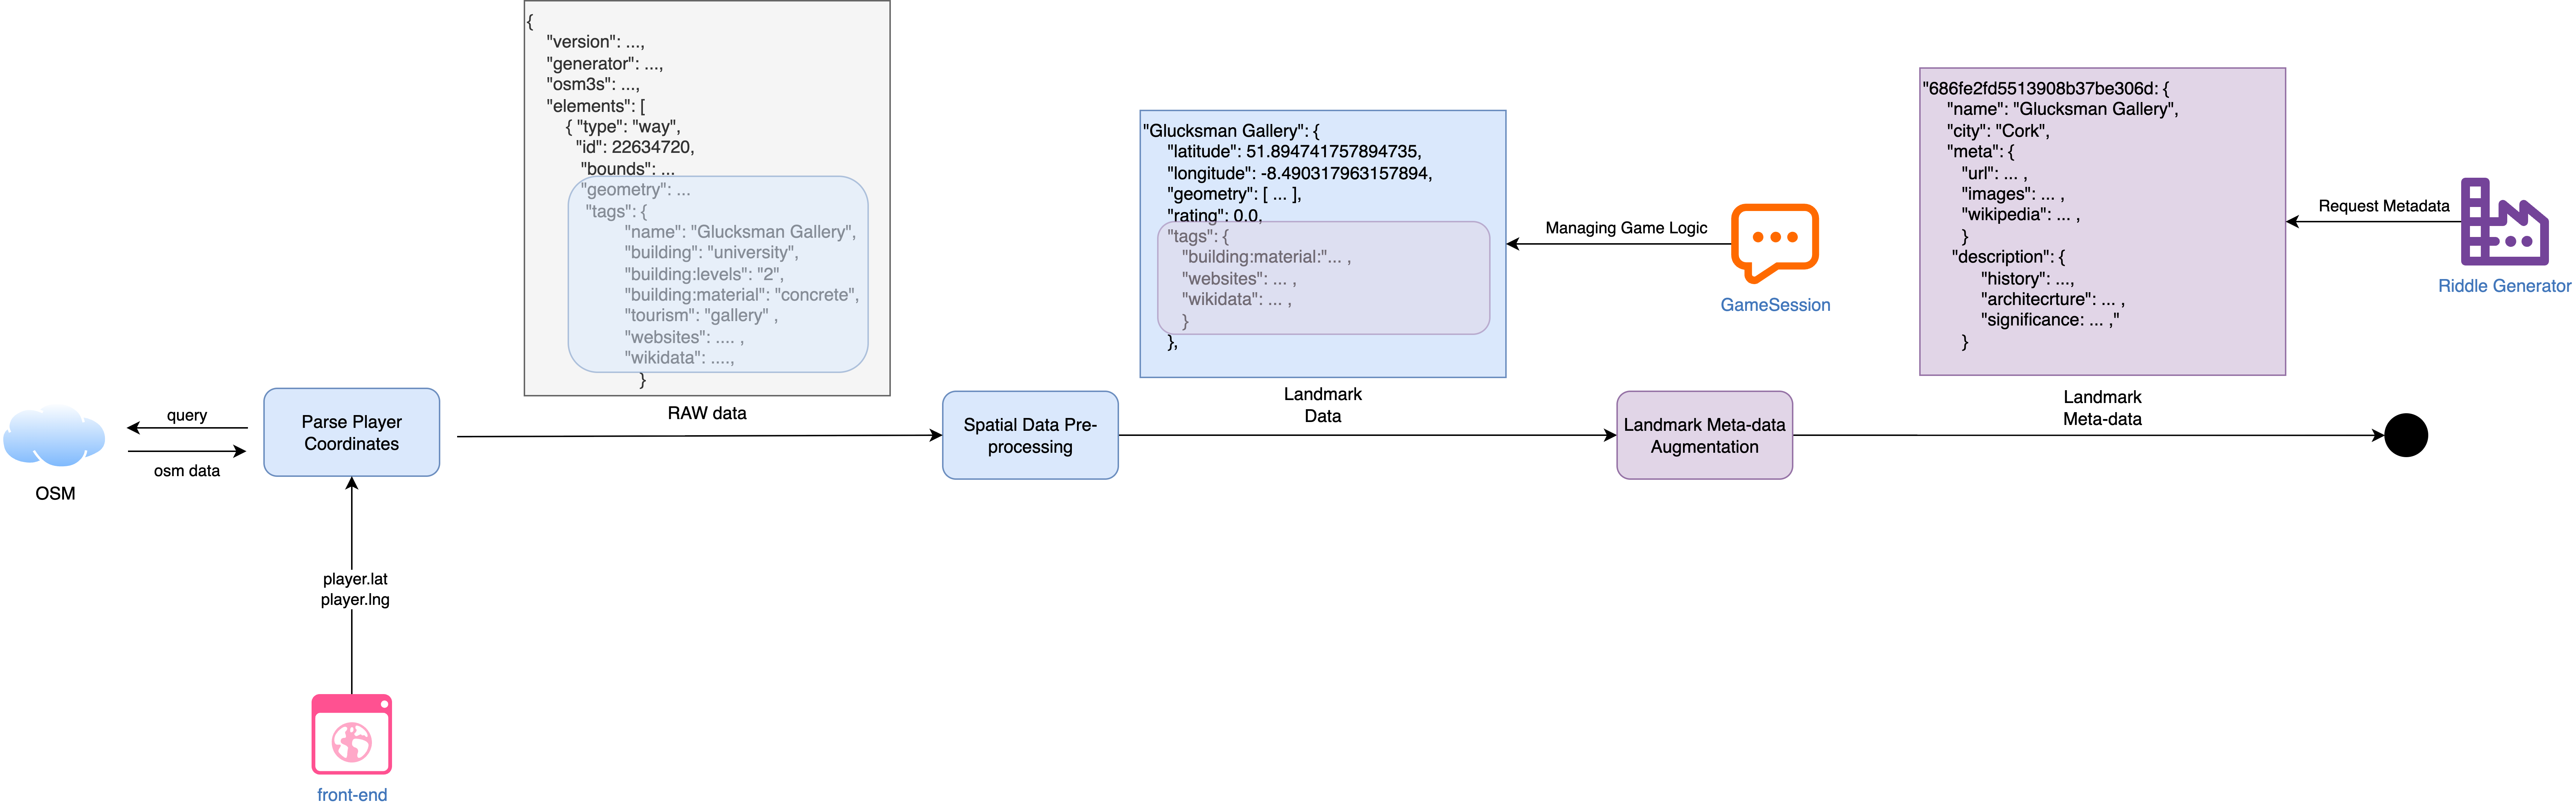 {
"version": ...,
"generator": ...,
"osm3s": ...,
"elements": [
{ "type": "way",
"id": 22634720,
"bounds": ...
"geometry": ...
"tags": {
"name": "Glucksman Gallery",
"building": "university",
"building:levels": "2",
"building:material": "concrete",
"tourism": "gallery" ,
"websites": .... ,
"wikidata": ....,
}
RAW data
"Glucksman Gallery": {
"latitude": 51.894741757894735,
"longitude": -8.490317963157894,
"geometry": [ ... ],
"rating": 0.0,
"tags": {
"building:material:"... ,
"websites": ... ,
"wikidata": ... ,
}
},
Landmark
Data
Managing Game Logic
GameSession
"686fe2fd5513908b37be306d: {
"name": "Glucksman Gallery",
"city": "Cork",
"meta": {
"url": ... ,
"images": ... ,
"wikipedia": ... ,
}
"description": {
"history": ...,
"architecrture": ... ,
"significance: ... ,"
}
Landmark
Meta-data
Request Metadata
Riddle Generator
query
osm data
OSM
Parse Player
Coordinates
Spatial Data Pre-
processing
Landmark Meta-data
Augmentation
player.lat
player.lng
front-end